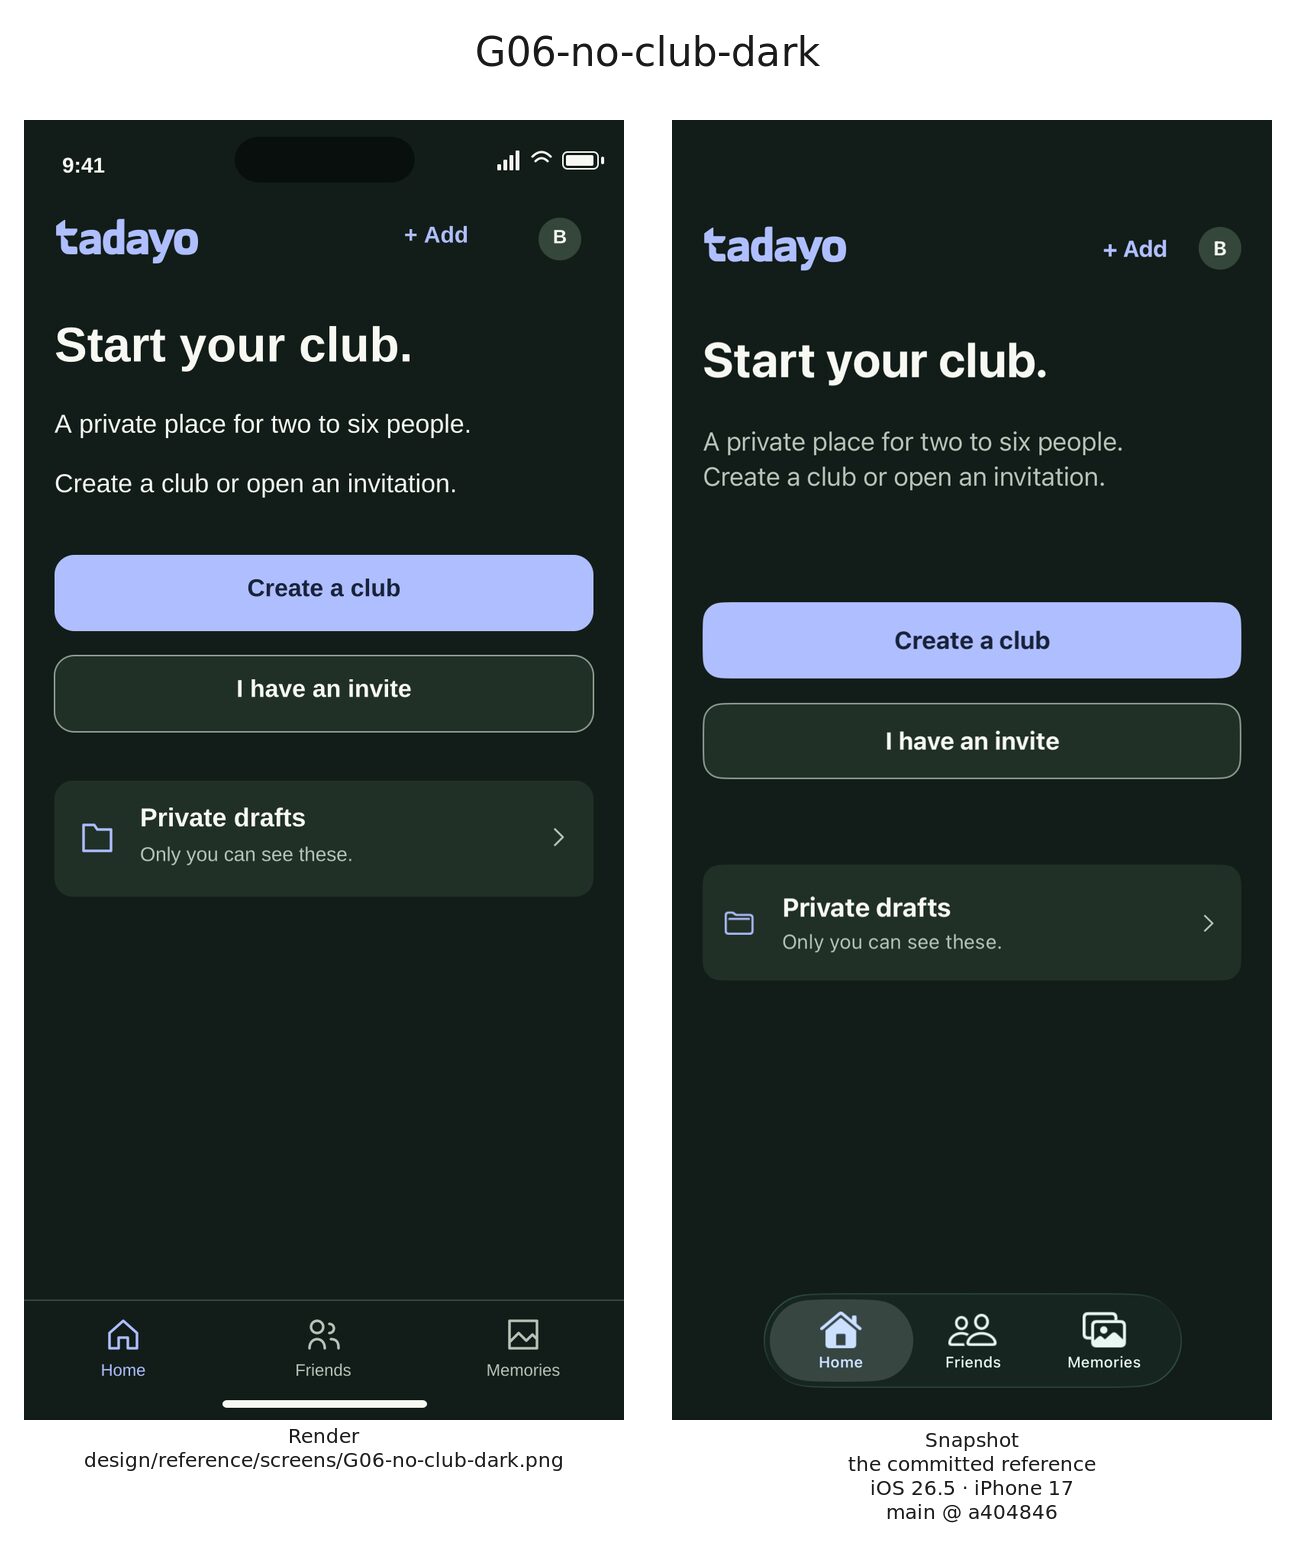 G06-no-club-dark
9:41
tadayo
+ Add
B
Start your club.
A private place for two to six people.
Create a club or open an invitation.
Create a club
I have an invite
Private drafts
Only you can see these.
Home
Friends
Memories
Render
design/reference/screens/G06-no-club-dark.png
tadayo
+ Add
B
Start your club.
A private place for two to six people.
Create a club or open an invitation.
Create a club
I have an invite
Private drafts
Only you can see these.
Home
Friends
Memories
Snapshot
the committed reference
iOS 26.5 · iPhone 17
main @ a404846